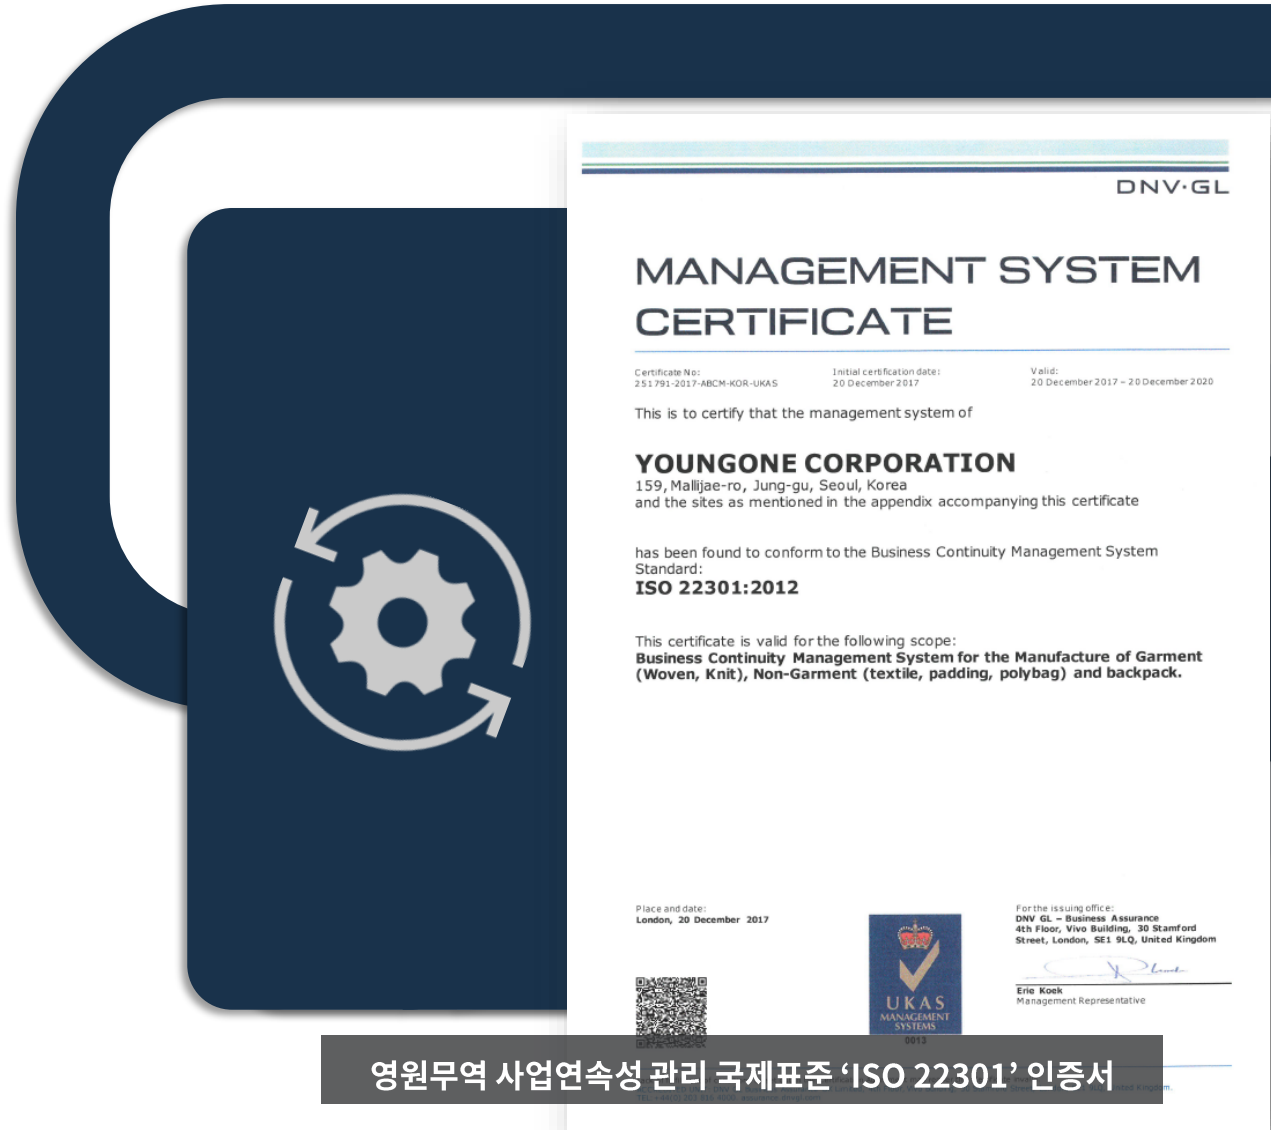 DNV·GL
MANAGEMENT SYSTEM
CERTIFICATE
Certificate No:
251791-2017-ABCM-KOR-UKAS
Initial certification date:
20 December 2017
Valid:
20 December 2017 – 20 December 2020
This is to certify that the management system of
YOUNGONE CORPORATION
159, Mallijae-ro, Jung-gu, Seoul, Korea
and the sites as mentioned in the appendix accompanying this certificate
has been found to conform to the Business Continuity Management System
Standard:
ISO 22301:2012
This certificate is valid for the following scope:
Business Continuity Management System for the Manufacture of Garment
(Woven, Knit), Non-Garment (textile, padding, polybag) and backpack.
Place and date:
London, 20 December 2017
For the issuing office:
DNV GL – Business Assurance
4th Floor, Vivo Building, 30 Stamford
Street, London, SE1 9LQ, United Kingdom
Erie Koek
Management Representative
UKAS
MANAGEMENT
SYSTEMS
0013
영원무역 사업연속성 관리 국제표준 ‘ISO 22301’ 인증서
United Kingdom.